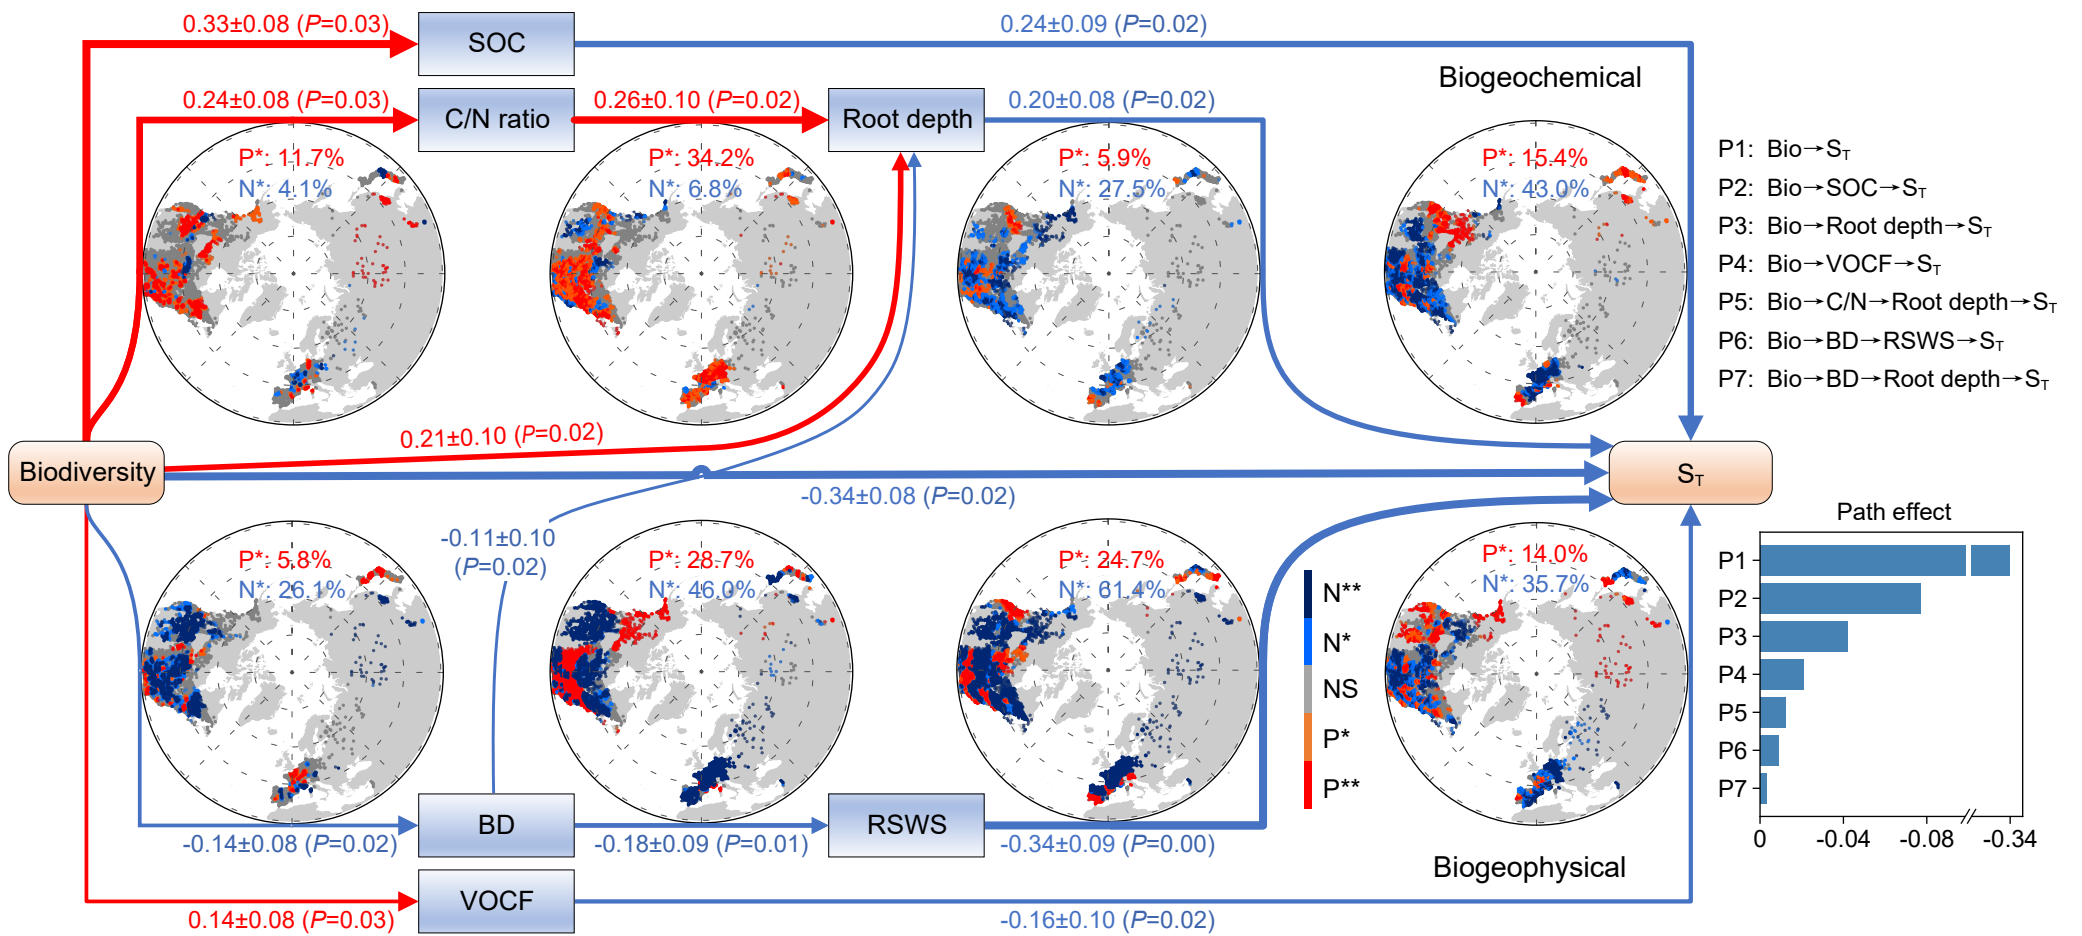 0.33±0.08 (P=0.03)
SOC
0.24±0.09 (P=0.02)
Biogeochemical
0.24±0.08 (P=0.03)
C/N ratio
0.26±0.10 (P=0.02)
Root depth
0.20±0.08 (P=0.02)
P*: 11.7%
N*: 4.1%
P*: 34.2%
N*: 6.8%
P*: 5.9%
N*: 27.5%
P*: 15.4%
N*: 43.0%
P1: Bio→S_T
P2: Bio→SOC→S_T
P3: Bio→Root depth→S_T
P4: Bio→VOCF→S_T
P5: Bio→C/N→Root depth→S_T
P6: Bio→BD→RSWS→S_T
P7: Bio→BD→Root depth→S_T
0.21±0.10 (P=0.02)
Biodiversity
-0.34±0.08 (P=0.02)
S_T
-0.11±0.10
(P=0.02)
P*: 5.8%
N*: 26.1%
P*: 28.7%
N*: 46.0%
P*: 24.7%
N*: 61.4%
P*: 14.0%
N*: 35.7%
N**
N*
NS
P*
P**
Path effect
P1
P2
P3
P4
P5
P6
P7
0 -0.04 -0.08 -0.34
-0.14±0.08 (P=0.02)
BD
-0.18±0.09 (P=0.01)
RSWS
-0.34±0.09 (P=0.00)
Biogeophysical
0.14±0.08 (P=0.03)
VOCF
-0.16±0.10 (P=0.02)